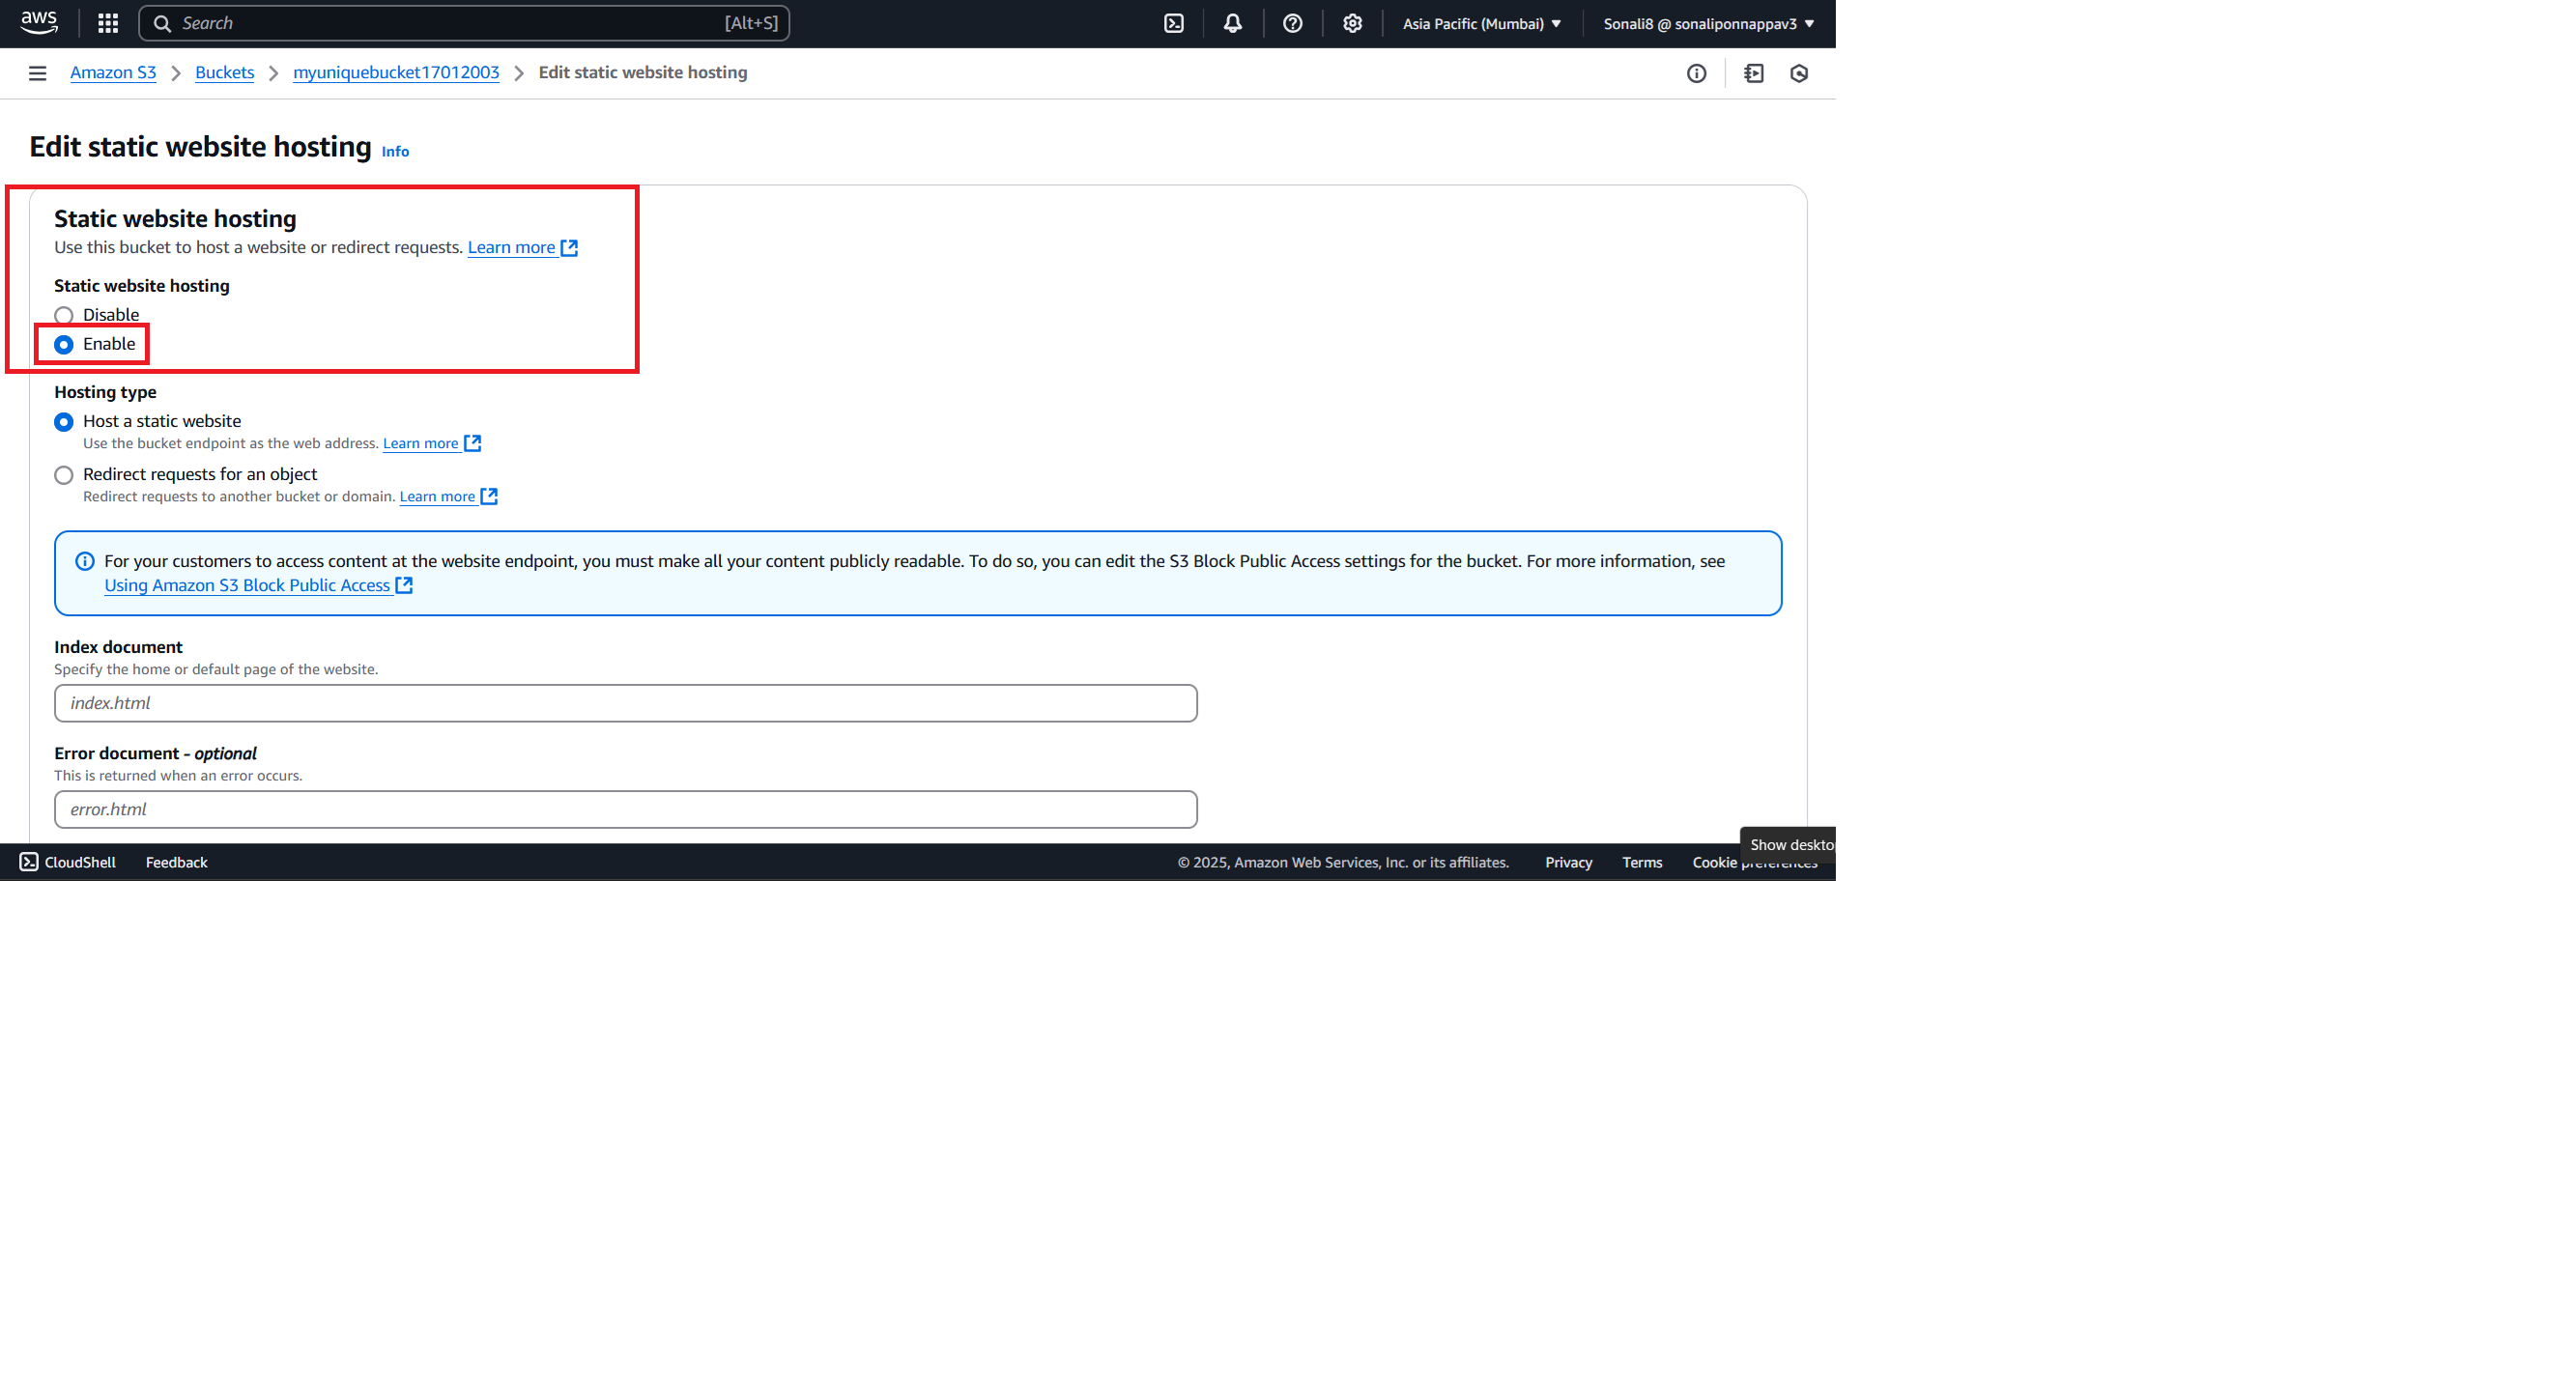 aws
Search [Alt+S]
Asia Pacific (Mumbai)
Sonali8 @ sonaliponnappav3
Amazon S3 > Buckets > myuniquebucket17012003 > Edit static website hosting
Edit static website hosting Info
Static website hosting
Use this bucket to host a website or redirect requests. Learn more
Static website hosting
Disable
Enable
Hosting type
Host a static website
Use the bucket endpoint as the web address. Learn more
Redirect requests for an object
Redirect requests to another bucket or domain. Learn more
For your customers to access content at the website endpoint, you must make all your content publicly readable. To do so, you can edit the S3 Block Public Access settings for the bucket. For more information, see
Using Amazon S3 Block Public Access
Index document
Specify the home or default page of the website.
index.html
Error document - optional
This is returned when an error occurs.
error.html
Show deskto
CloudShell Feedback © 2025, Amazon Web Services, Inc. or its affiliates. Privacy Terms Cookie preferences